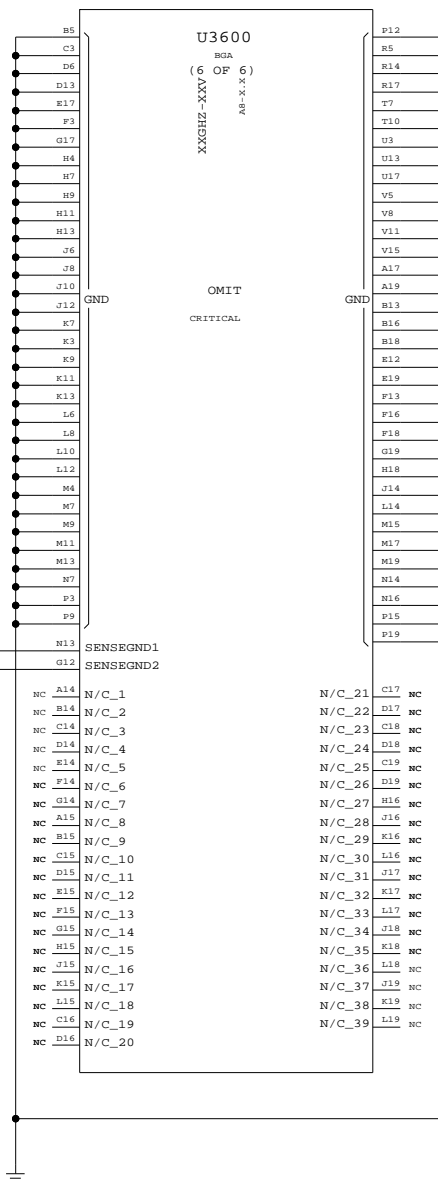 U3600
BGA
(6 OF 6)
XXGHZ-XXV
A8-X.X
OMIT
CRITICAL
B5
C3
D6
D13
E17
F3
G17
H4
H7
H9
H11
H13
J6
J8
J10
GND
J12
K7
K3
K9
K11
K13
L6
L8
L10
L12
M4
M7
M9
M11
M13
N7
P3
P9
N13 SENSEGND1
G12 SENSEGND2
NC A14 N/C_1
NC B14 N/C_2
NC C14 N/C_3
NC D14 N/C_4
NC E14 N/C_5
NC F14 N/C_6
NC G14 N/C_7
NC A15 N/C_8
NC B15 N/C_9
NC C15 N/C_10
NC D15 N/C_11
NC E15 N/C_12
NC F15 N/C_13
NC G15 N/C_14
NC H15 N/C_15
NC J15 N/C_16
NC K15 N/C_17
NC L15 N/C_18
NC C16 N/C_19
NC D16 N/C_20
P12
R5
R14
R17
T7
T10
U3
U13
U17
V5
V8
V11
V15
A17
A19
GND
B13
B16
B18
E12
E19
F13
F16
F18
G19
H18
J14
L14
M15
M17
M19
N14
N16
P15
P19
N/C_21 C17 NC
N/C_22 D17 NC
N/C_23 C18 NC
N/C_24 D18 NC
N/C_25 C19 NC
N/C_26 D19 NC
N/C_27 H16 NC
N/C_28 J16 NC
N/C_29 K16 NC
N/C_30 L16 NC
N/C_31 J17 NC
N/C_32 K17 NC
N/C_33 L17 NC
N/C_34 J18 NC
N/C_35 K18 NC
N/C_36 L18 NC
N/C_37 J19 NC
N/C_38 K19 NC
N/C_39 L19 NC